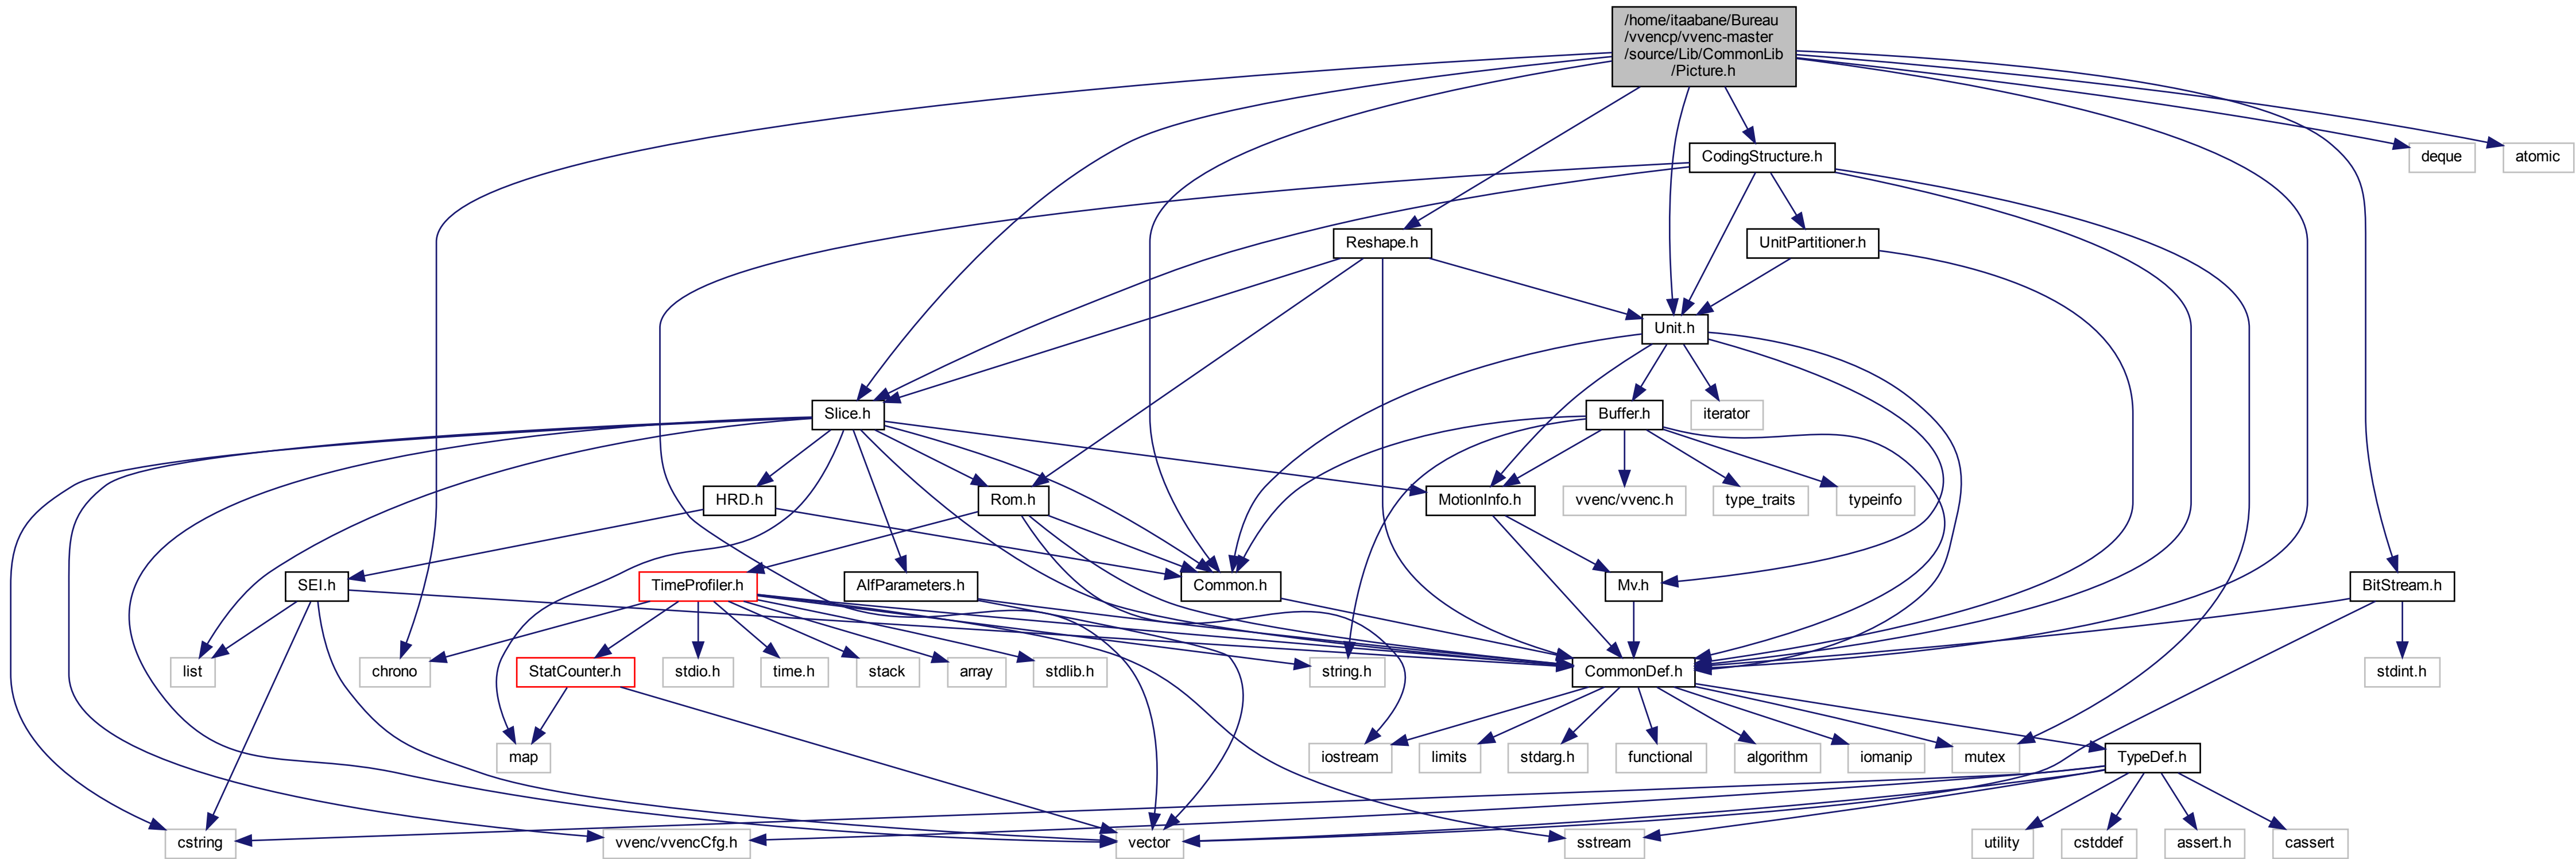 /home/itaabane/Bureau
/vvencp/vvenc-master
/source/Lib/CommonLib
/Picture.h
CodingStructure.h
deque
atomic
Reshape.h
UnitPartitioner.h
Unit.h
Slice.h
Buffer.h
iterator
HRD.h
Rom.h
MotionInfo.h
vvenc/vvenc.h
type_traits
typeinfo
SEI.h
TimeProfiler.h
AlfParameters.h
Common.h
Mv.h
BitStream.h
list
chrono
StatCounter.h
stdio.h
time.h
stack
array
stdlib.h
string.h
CommonDef.h
stdint.h
map
iostream
limits
stdarg.h
functional
algorithm
iomanip
mutex
TypeDef.h
cstring
vvenc/vvencCfg.h
vector
sstream
utility
cstddef
assert.h
cassert